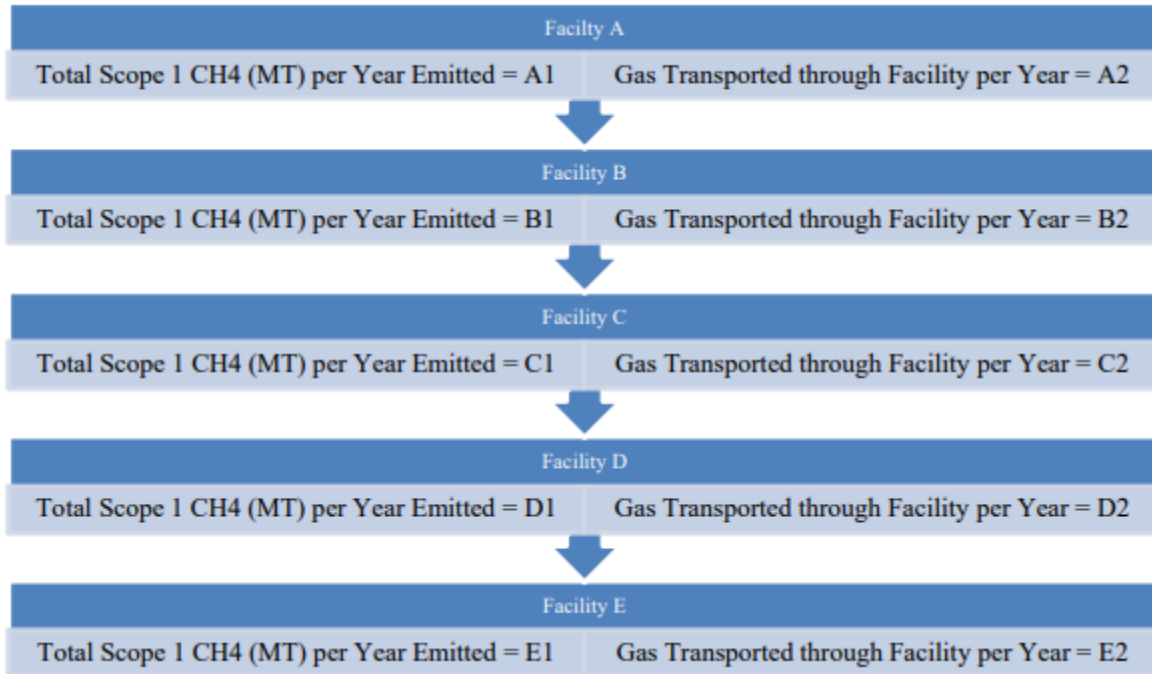 Facilty A
Total Scope 1 CH4 (MT) per Year Emitted = A1 Gas Transported through Facility per Year = A2
Facility B
Total Scope 1 CH4 (MT) per Year Emitted = B1 Gas Transported through Facility per Year = B2
Facility C
Total Scope 1 CH4 (MT) per Year Emitted = C1 Gas Transported through Facility per Year = C2
Facility D
Total Scope 1 CH4 (MT) per Year Emitted = D1 Gas Transported through Facility per Year = D2
Facility E
Total Scope 1 CH4 (MT) per Year Emitted = E1 Gas Transported through Facility per Year = E2